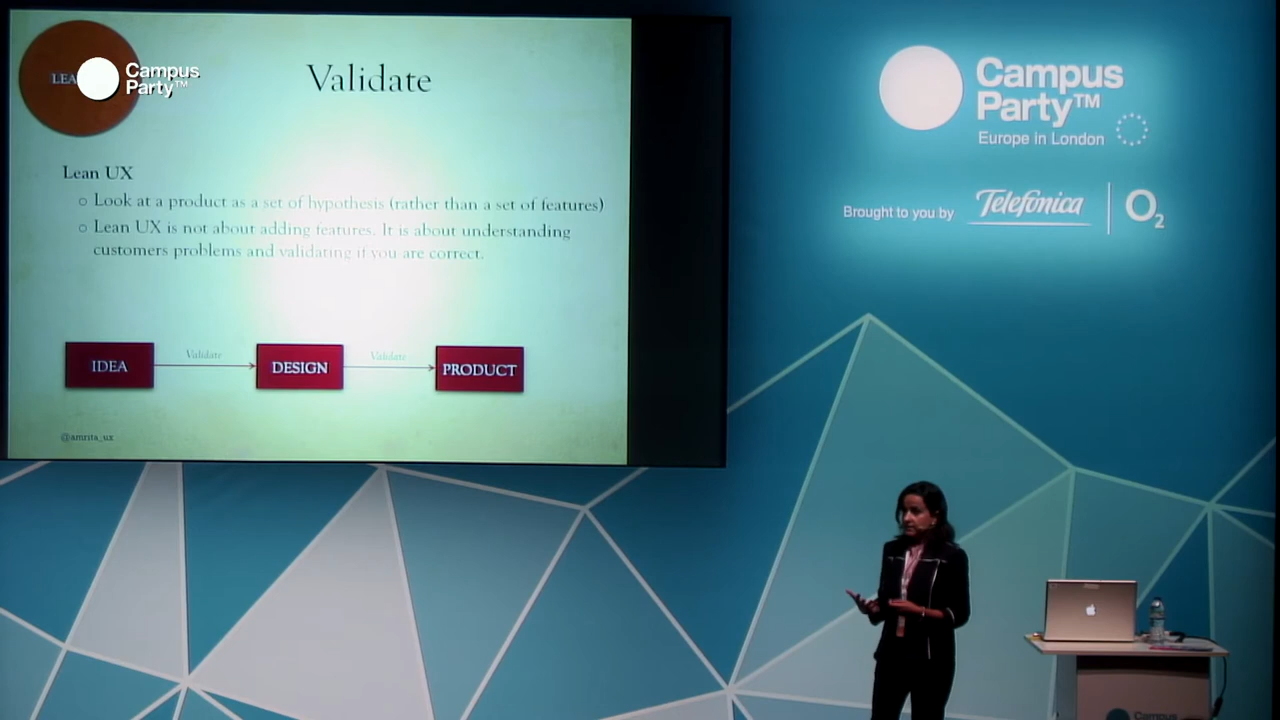 Validate
LEA
Campus
Party™
Lean UX
Look at a product as a set of hypothesis (rather than a set of features)
Lean UX is not about adding features. It is about understanding
customers problems and validating if you are correct.
IDEA
Validate
DESIGN
Validate
PRODUCT
@amrita_ux
Campus
Party™
Europe in London
Brought to you by
Telefónica
O2
Campus